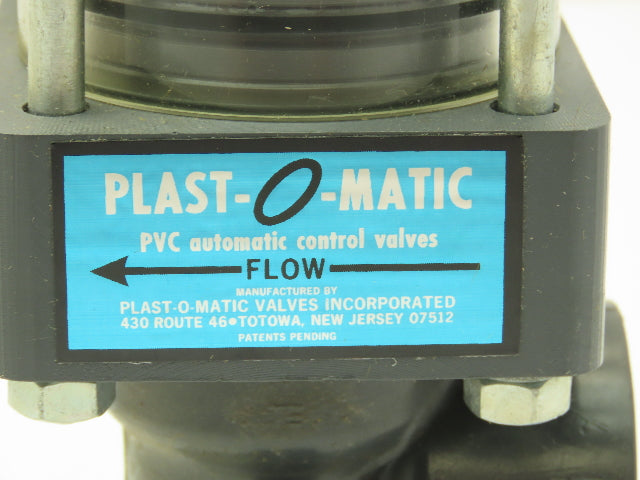 PLAST-O-MATIC
PVC automatic control valves
FLOW
MANUFACTURED BY
PLAST-O-MATIC VALVES INCORPORATED
430 ROUTE 46•TOTOWA, NEW JERSEY 07512
PATENTS PENDING